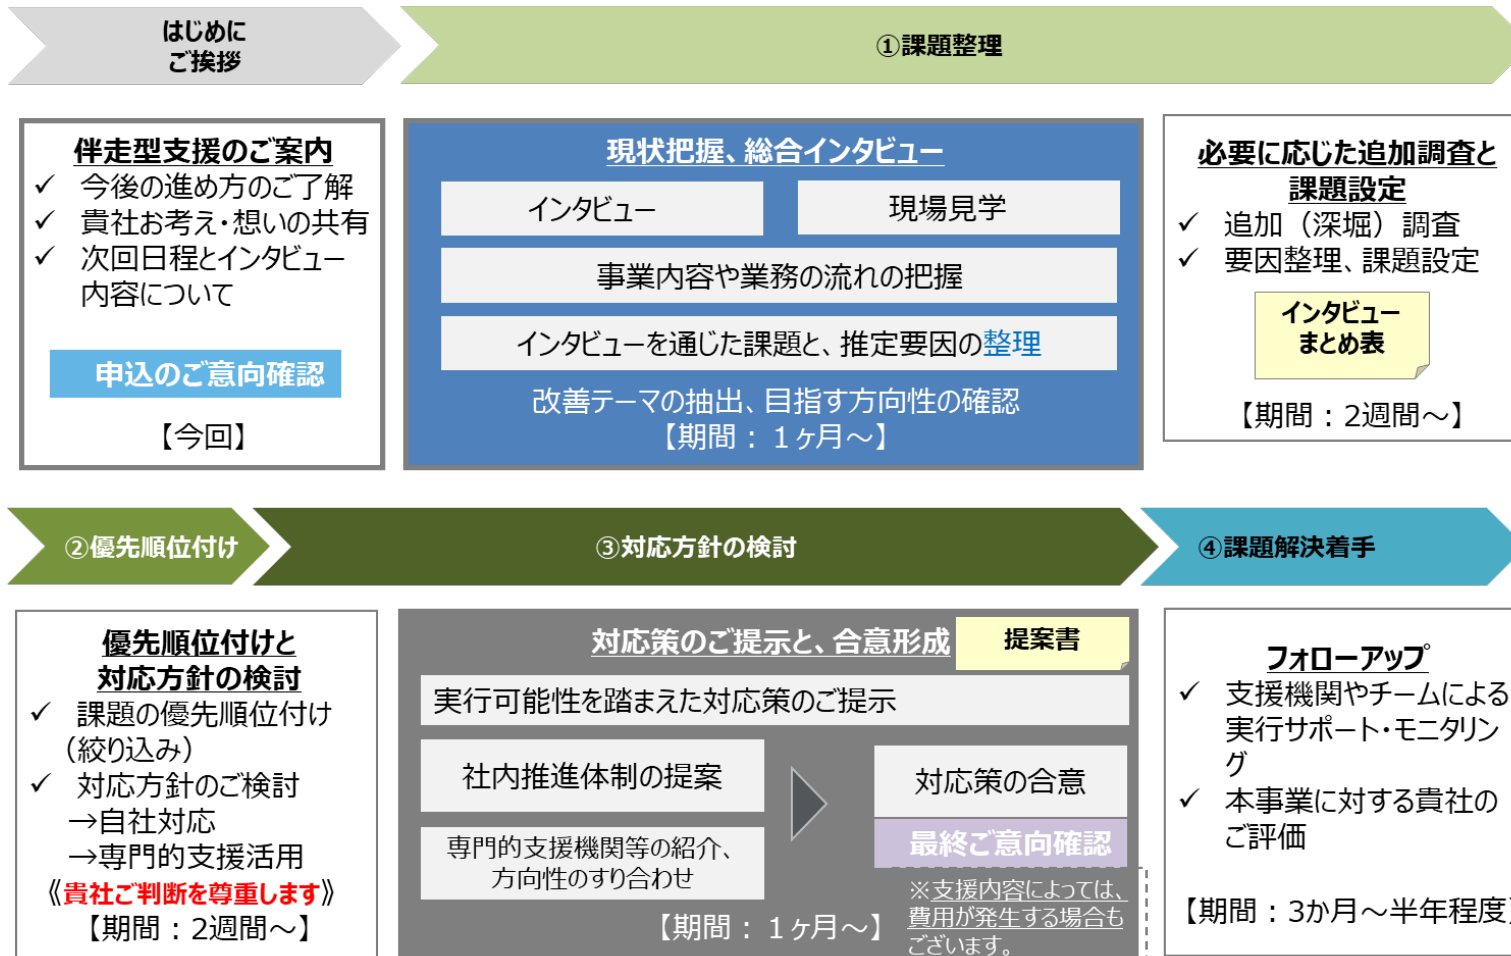 はじめに
ご挨拶
①課題整理
伴走型支援のご案内
✓ 今後の進め方のご了解
✓ 貴社お考え・想いの共有
✓ 次回日程とインタビュー
内容について
申込のご意向確認
【今回】
現状把握、総合インタビュー
インタビュー
現場見学
事業内容や業務の流れの把握
インタビューを通じた課題と、推定要因の整理
改善テーマの抽出、目指す方向性の確認
【期間：１ヶ月～】
必要に応じた追加調査と
課題設定
✓ 追加（深堀）調査
✓ 要因整理、課題設定
インタビュー
まとめ表
【期間：2週間～】
②優先順位付け
③対応方針の検討
④課題解決着手
優先順位付けと
対応方針の検討
✓ 課題の優先順位付け
（絞り込み）
✓ 対応方針のご検討
→自社対応
→専門的支援活用
《貴社ご判断を尊重します》
【期間：2週間～】
対応策のご提示と、合意形成
提案書
実行可能性を踏まえた対応策のご提示
社内推進体制の提案
専門的支援機関等の紹介、
方向性のすり合わせ
対応策の合意
最終ご意向確認
※支援内容によっては、
費用が発生する場合も
ございます。
【期間：１ヶ月～】
フォローアップ
✓ 支援機関やチームによる
実行サポート・モニタリン
グ
✓ 本事業に対する貴社の
ご評価
【期間：3か月～半年程度】